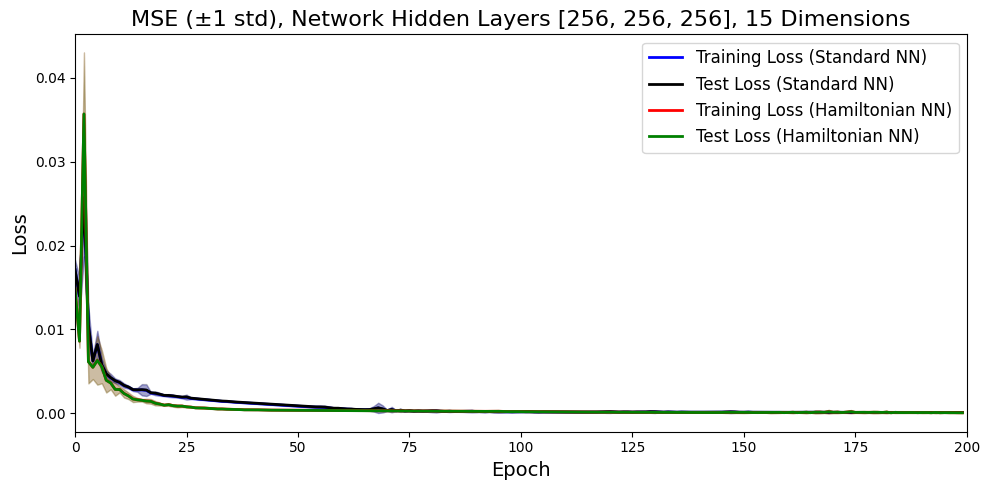 MSE (±1 std), Network Hidden Layers [256, 256, 256], 15 Dimensions
Training Loss (Standard NN)
Test Loss (Standard NN)
Training Loss (Hamiltonian NN)
Test Loss (Hamiltonian NN)
Loss
0.04
0.03
0.02
0.01
0.00
0 25 50 75 100 125 150 175 200
Epoch